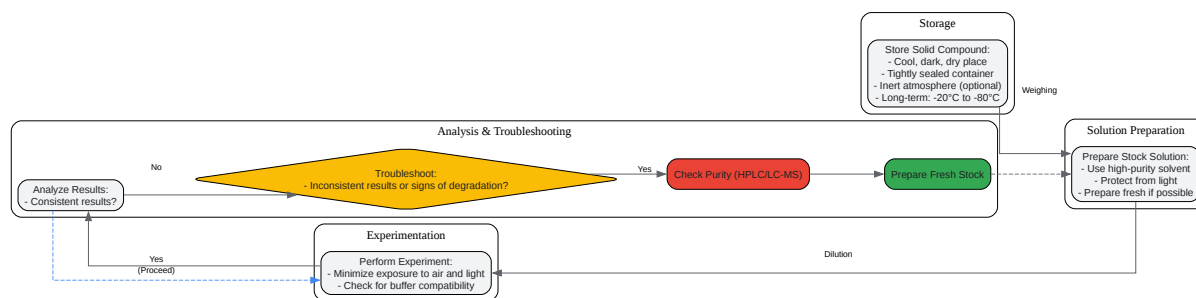 Storage
Store Solid Compound:
- Cool, dark, dry place
- Tightly sealed container
- Inert atmosphere (optional)
- Long-term: -20°C to -80°C
Weighing
Analysis & Troubleshooting
Solution Preparation
No
Troubleshoot:
- Inconsistent results or signs of degradation?
Yes
Check Purity (HPLC/LC-MS)
Prepare Fresh Stock
Prepare Stock Solution:
- Use high-purity solvent
- Protect from light
- Prepare fresh if possible
Analyze Results:
- Consistent results?
Experimentation
Yes
(Proceed)
Perform Experiment:
- Minimize exposure to air and light
- Check for buffer compatibility
Dilution